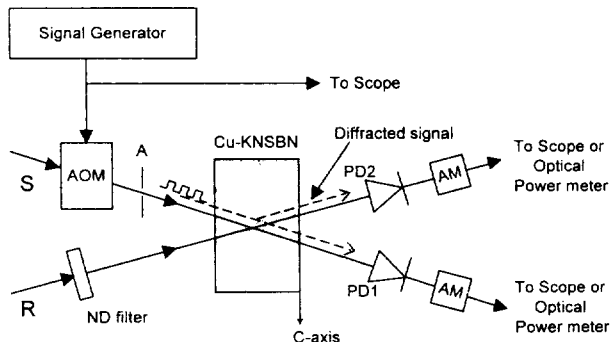 Signal Generator
To Scope
Cu-KNSBN
Diffracted signal
A
S
AOM
PD2
AM
To Scope or
Optical
Power meter
R
ND filter
PD1
AM
To Scope or
Optical
Power meter
C-axis